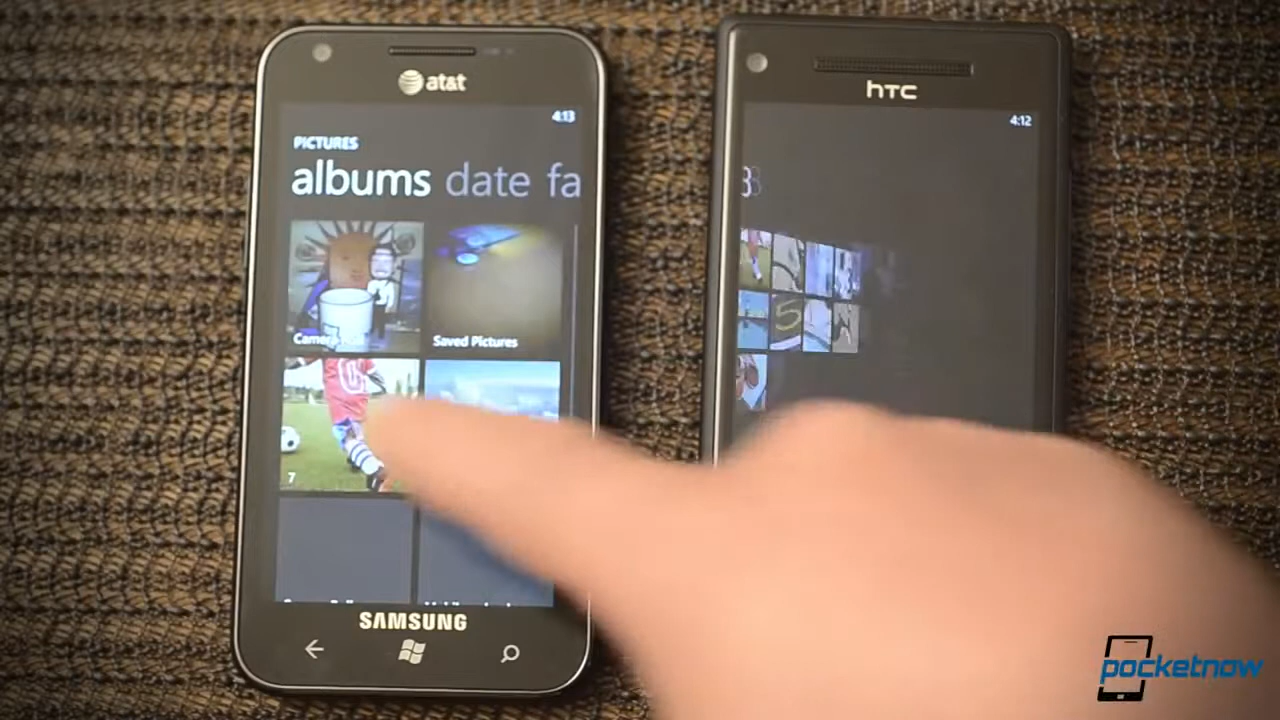 at&t
4:13
PICTURES
albums date fa
Saved Pictures
7
SAMSUNG
hTC
4:12
pocketnow